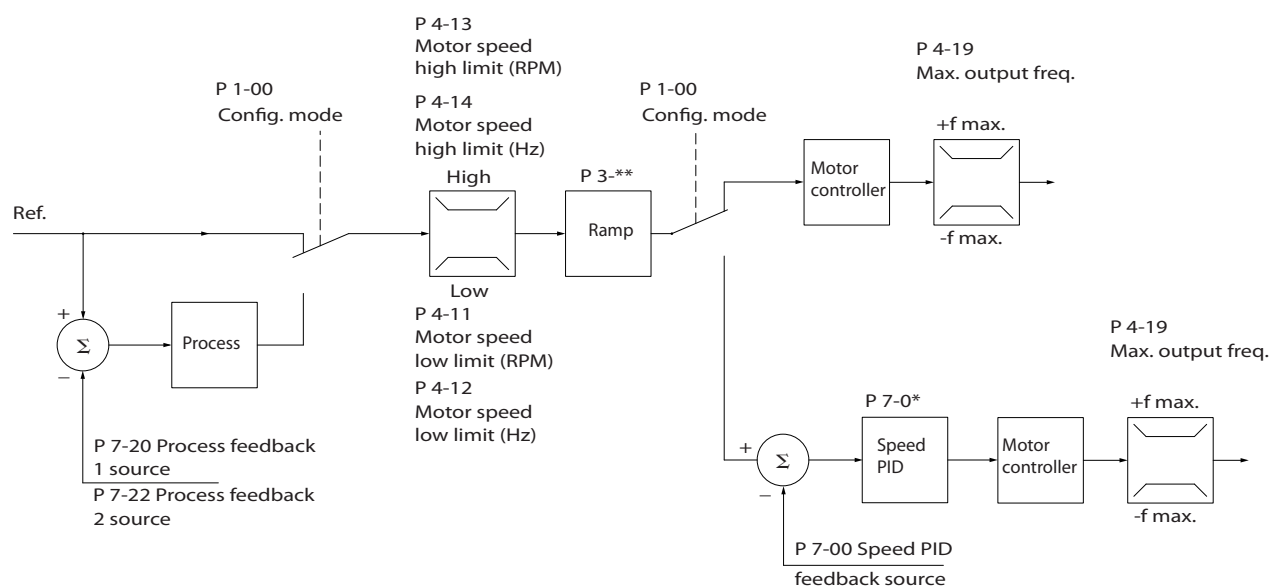 P 4-13
Motor speed
high limit (RPM)
P 4-14
Motor speed
high limit (Hz)
High
P 1-00
Config. mode
P 1-00
Config. mode
P 4-19
Max. output freq.
+f max.
Motor
controller
-f max.
P 3-**
Ramp
Ref.
Low
P 4-11
Motor speed
low limit (RPM)
P 4-12
Motor speed
low limit (Hz)
+
Σ
−
Process
P 7-20 Process feedback
1 source
P 7-22 Process feedback
2 source
P 4-19
Max. output freq.
+f max.
P 7-0*
+
Σ
−
Speed
PID
Motor
controller
-f max.
P 7-00 Speed PID
feedback source